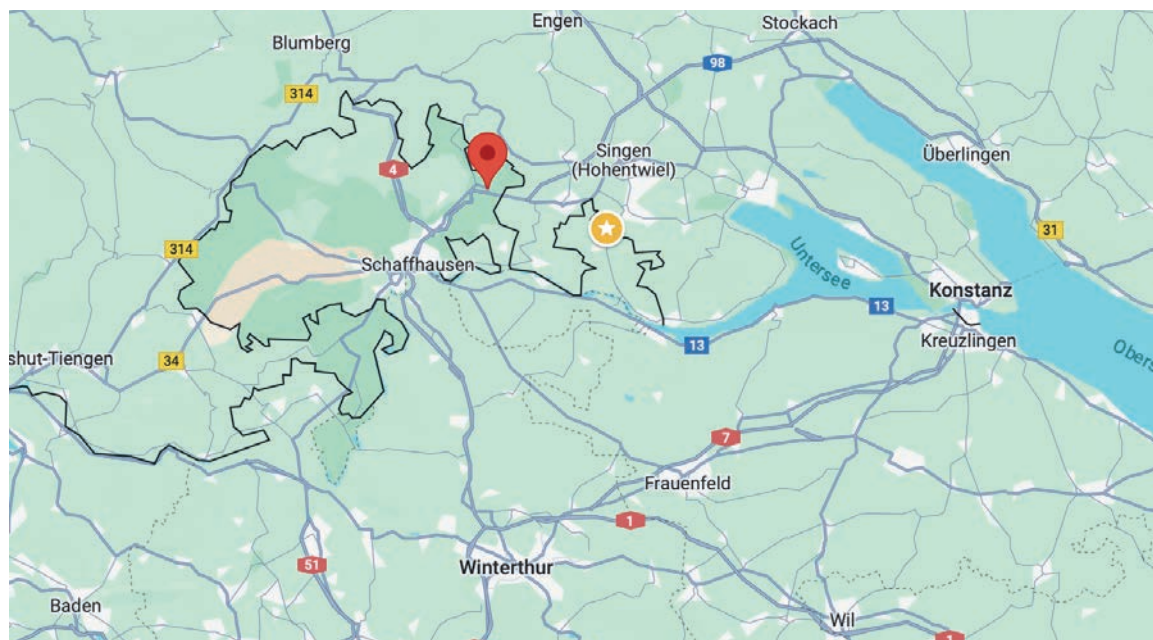 Engen
Stockach
Blumberg
98
314
Singen
(Hohentwiel)
Überlingen
4
31
314
Untersee
Schaffhausen
Konstanz
13
13
Kreuzlingen
shut-Tiengen
34
Obers
7
Frauenfeld
1
Winterthur
51
Baden
Wil
1